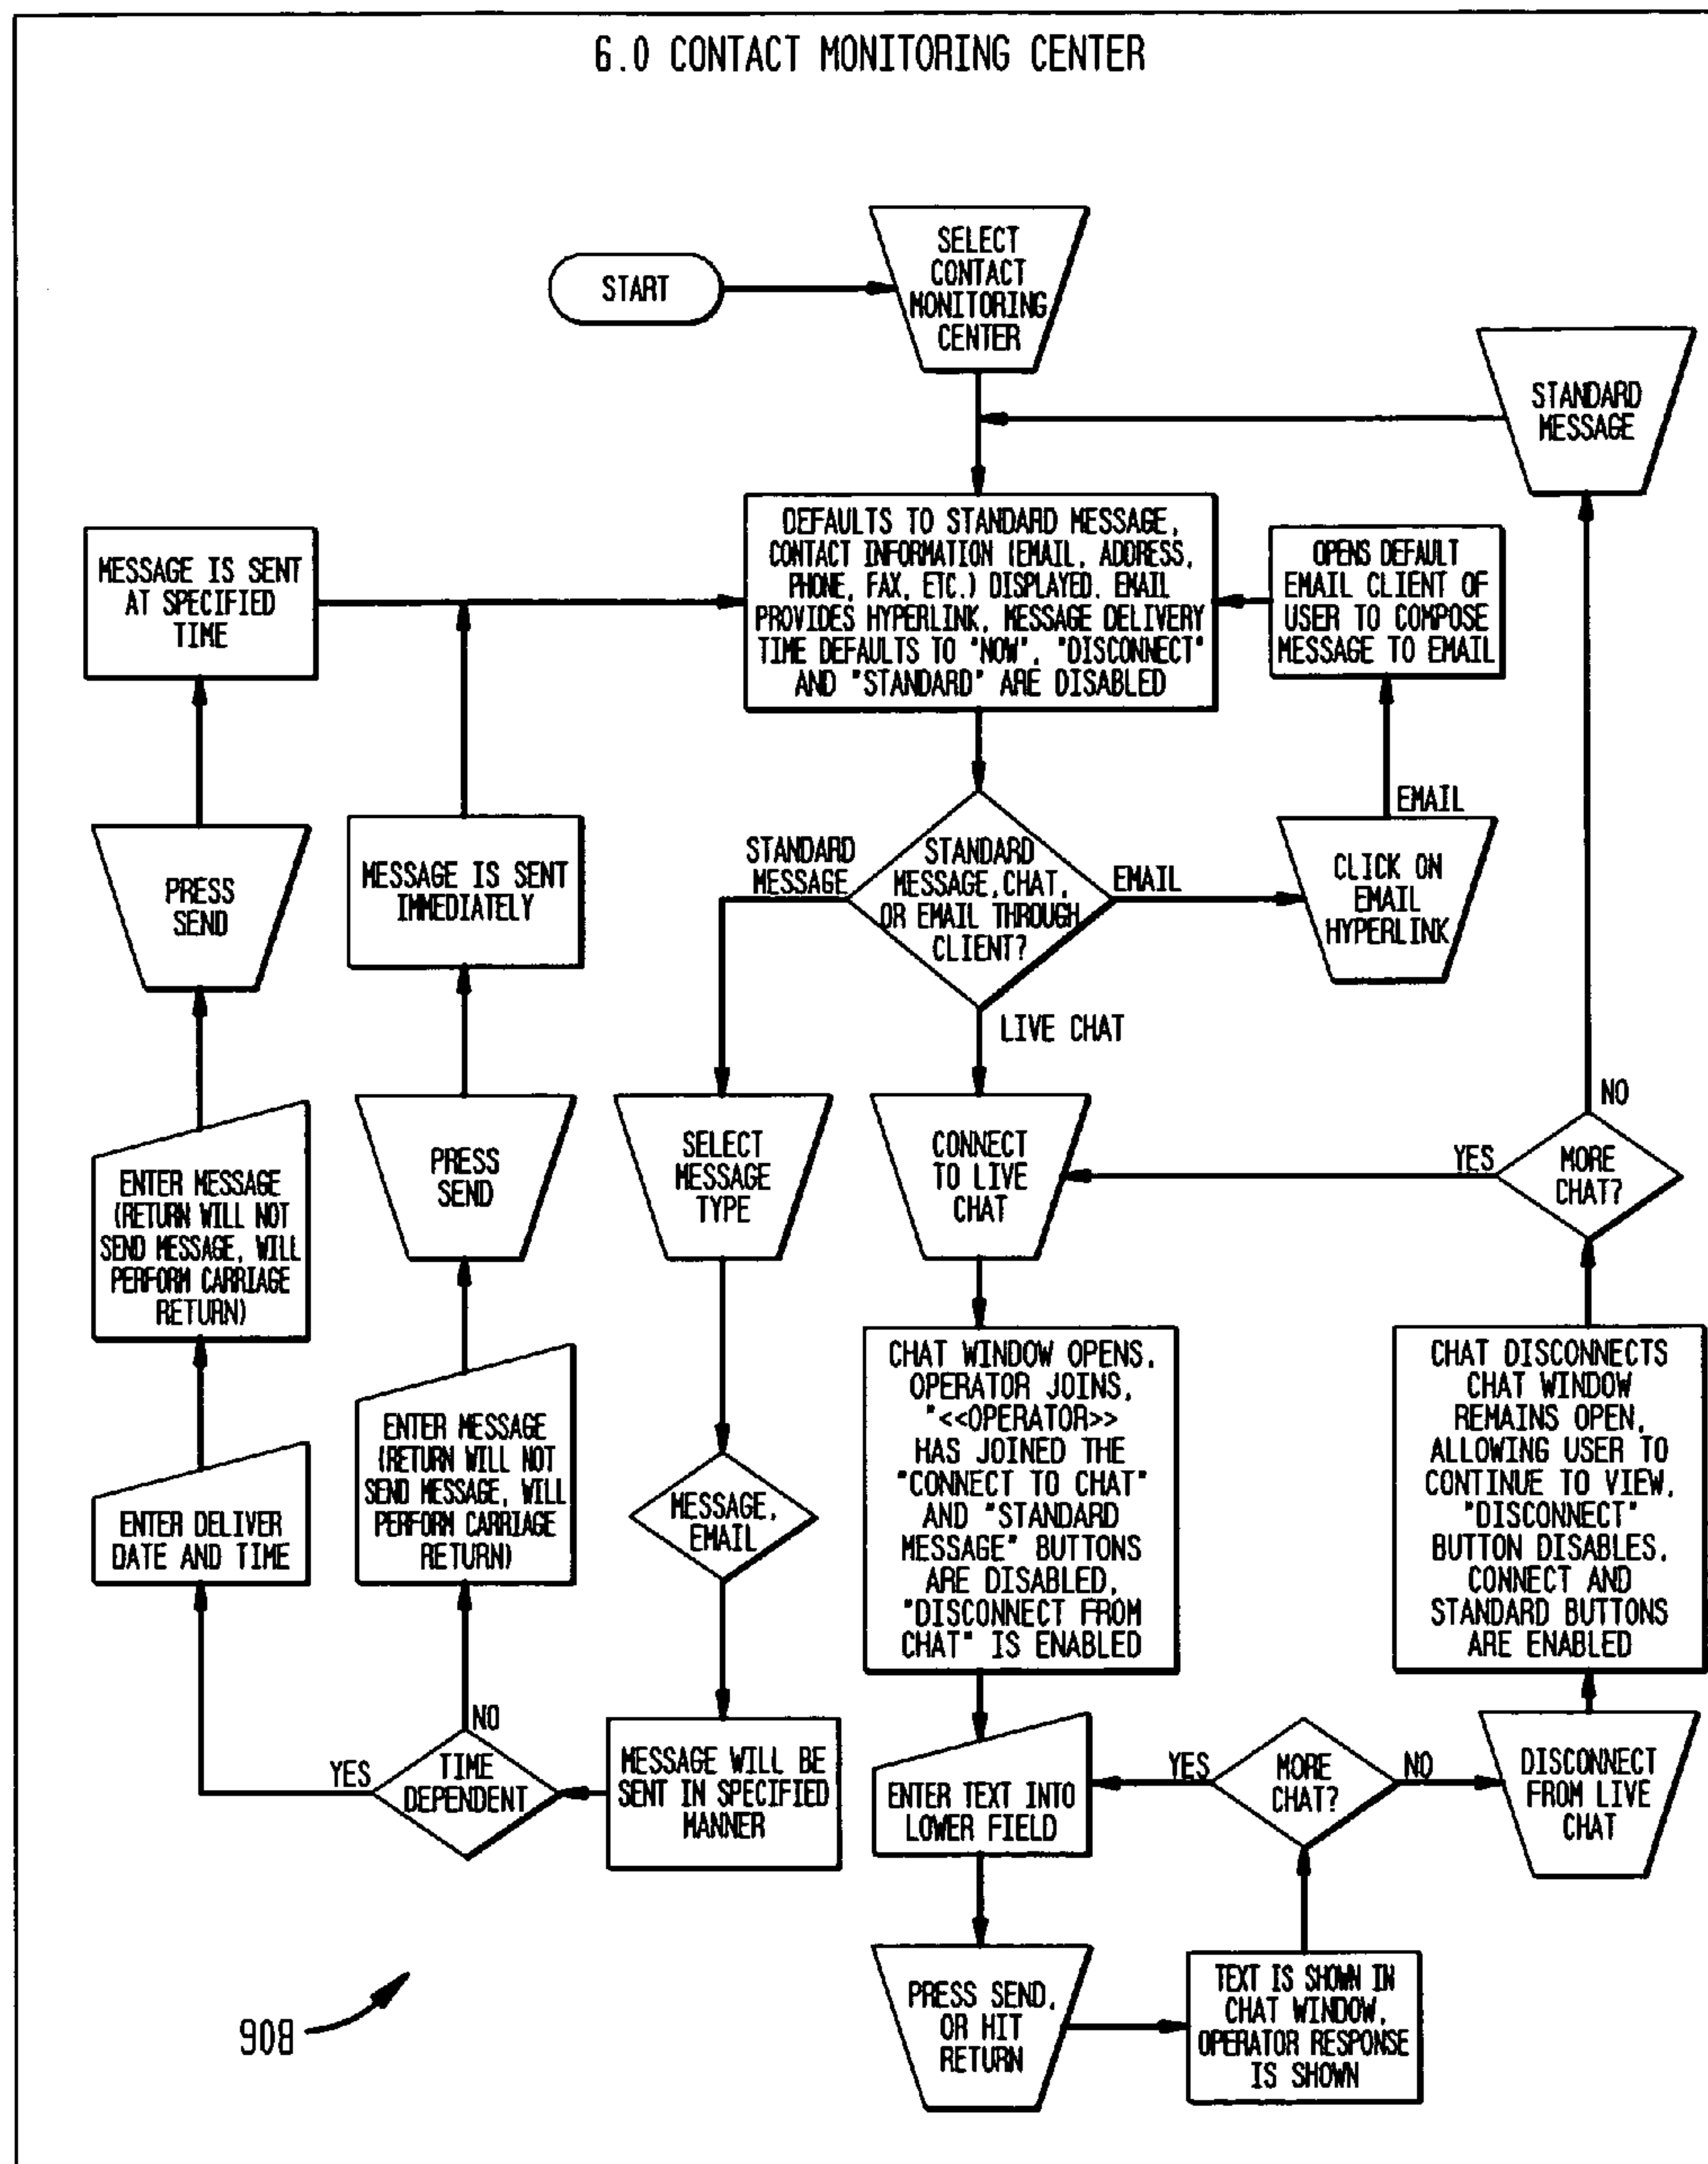 6.0 CONTACT MONITORING CENTER
START
SELECT
CONTACT
MONITORING
CENTER
STANDARD
MESSAGE
MESSAGE IS SENT
AT SPECIFIED
TIME
DEFAULTS TO STANDARD MESSAGE,
CONTACT INFORMATION (EMAIL, ADDRESS,
PHONE, FAX, ETC.) DISPLAYED. EMAIL
PROVIDES HYPERLINK, MESSAGE DELIVERY
TIME DEFAULTS TO "NOW". "DISCONNECT"
AND "STANDARD" ARE DISABLED
OPENS DEFAULT
EMAIL CLIENT OF
USER TO COMPOSE
MESSAGE TO EMAIL
PRESS
SEND
MESSAGE IS SENT
IMMEDIATELY
STANDARD
MESSAGE
STANDARD
MESSAGE, CHAT,
OR EMAIL THROUGH
CLIENT?
EMAIL
EMAIL
CLICK ON
EMAIL
HYPERLINK
LIVE CHAT
ENTER MESSAGE
(RETURN WILL NOT
SEND MESSAGE, WILL
PERFORM CARRIAGE
RETURN)
PRESS
SEND
SELECT
MESSAGE
TYPE
CONNECT
TO LIVE
CHAT
YES
MORE
CHAT?
NO
ENTER DELIVER
DATE AND TIME
ENTER MESSAGE
(RETURN WILL NOT
SEND MESSAGE, WILL
PERFORM CARRIAGE
RETURN)
MESSAGE,
EMAIL
CHAT WINDOW OPENS,
OPERATOR JOINS,
"<<OPERATOR>>
HAS JOINED THE
"CONNECT TO CHAT"
AND "STANDARD
MESSAGE" BUTTONS
ARE DISABLED,
"DISCONNECT FROM
CHAT" IS ENABLED
CHAT DISCONNECTS
CHAT WINDOW
REMAINS OPEN,
ALLOWING USER TO
CONTINUE TO VIEW,
"DISCONNECT"
BUTTON DISABLES,
CONNECT AND
STANDARD BUTTONS
ARE ENABLED
YES
TIME
DEPENDENT
NO
MESSAGE WILL BE
SENT IN SPECIFIED
MANNER
ENTER TEXT INTO
LOWER FIELD
YES
MORE
CHAT?
NO
DISCONNECT
FROM LIVE
CHAT
PRESS SEND,
OR HIT
RETURN
TEXT IS SHOWN IN
CHAT WINDOW,
OPERATOR RESPONSE
IS SHOWN
908